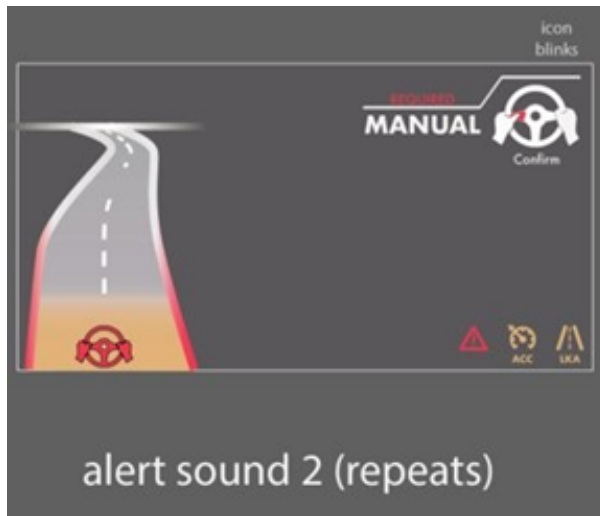 icon
blinks
REQUIRED
MANUAL
Confirm
ACC
LKA
alert sound 2 (repeats)